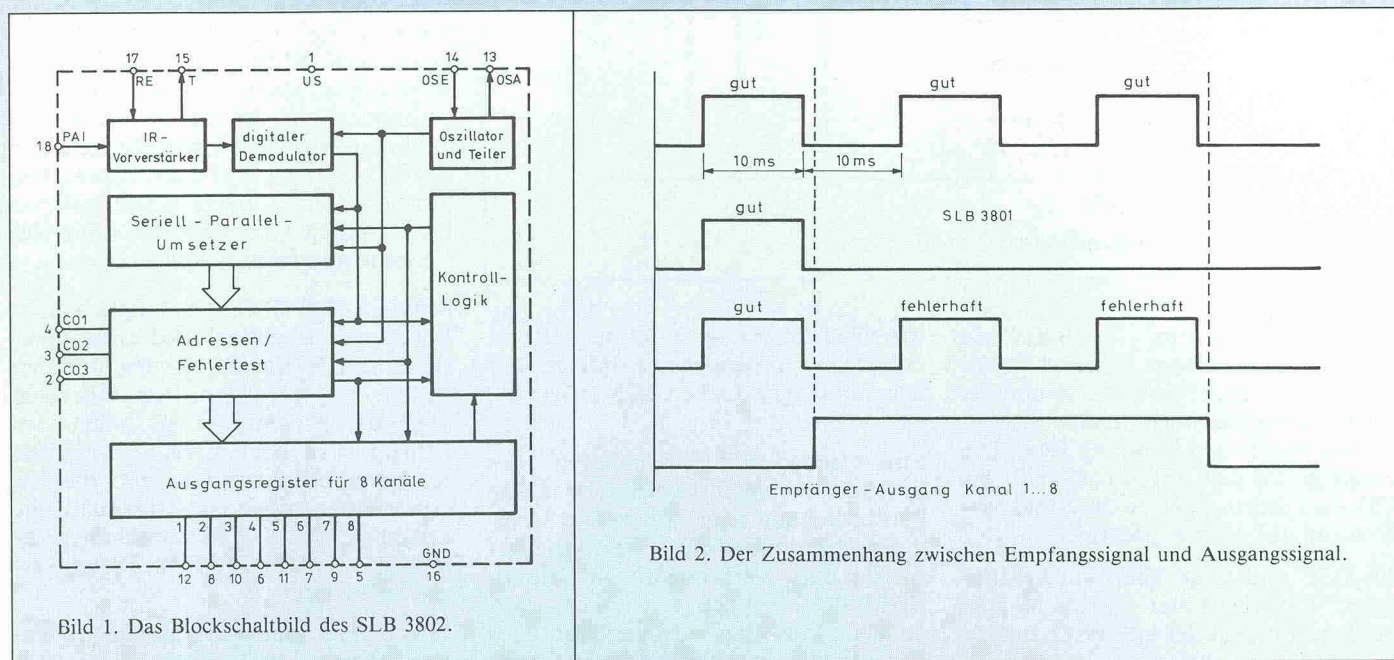 17 15 1 14 13
RE T US OSE OSA
18 PAI
IR-
Vorverstärker
digitaler
Demodulator
Oszillator
und Teiler
Seriell-Parallel-
Umsetzer
Kontroll-
Logik
4 CO1
3 CO2
2 CO3
Adressen/
Fehlertest
Ausgangsregister für 8 Kanäle
1 2 3 4 5 6 7 8
GND
12 8 10 6 11 7 9 5 16
Bild 1. Das Blockschaltbild des SLB 3802.
gut gut gut
10 ms 10 ms
gut
SLB 3801
gut fehlerhaft fehlerhaft
Empfänger-Ausgang Kanal 1...8
Bild 2. Der Zusammenhang zwischen Empfangssignal und Ausgangssignal.